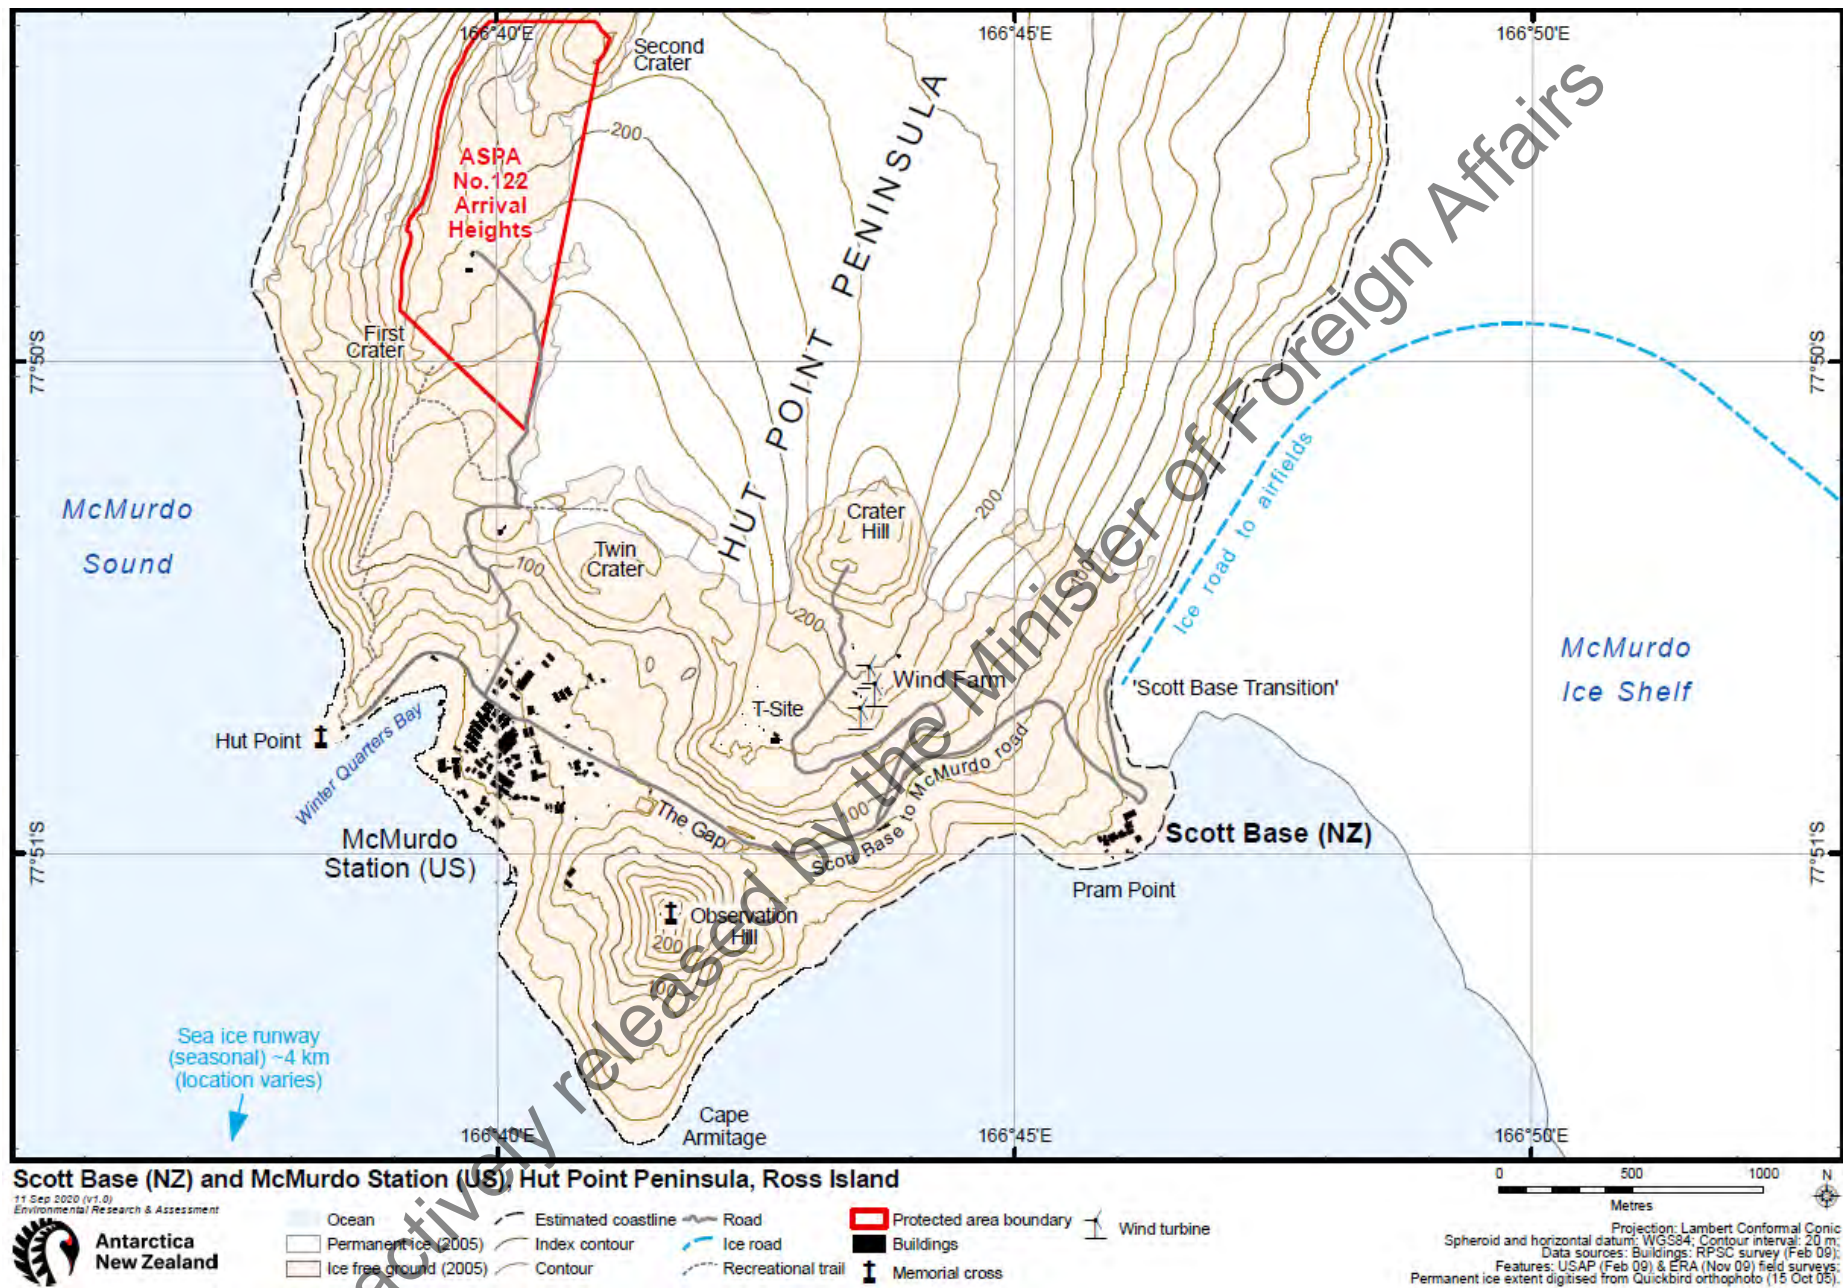 166°40'E
166°45'E
166°50'E
Second
Crater
200
ASPA
No.122
Arrival
Heights
HUT POINT PENINSULA
First
Crater
77°50'S
77°50'S
McMurdo
Sound
Crater
Hill
200
Twin
Crater
100
100
200
Ice road to airfields
McMurdo
Ice Shelf
Wind Farm
'Scott Base Transition'
T-Site
Hut Point
Winter Quarters Bay
The Gap
100
Scott Base to McMurdo road
McMurdo
Station (US)
Scott Base (NZ)
77°51'S
77°51'S
Pram Point
Observation
Hill
200
100
Sea ice runway
(seasonal) ~4 km
(location varies)
Cape
Armitage
166°40'E
166°45'E
166°50'E
actively released by the Minister of Foreign Affairs
Scott Base (NZ) and McMurdo Station (US), Hut Point Peninsula, Ross Island
11 Sep 2020 (v1.0)
Environmental Research & Assessment
Antarctica
New Zealand
Ocean
Permanent ice (2005)
Ice free ground (2005)
Estimated coastline
Index contour
Contour
Road
Ice road
Recreational trail
Protected area boundary
Buildings
Memorial cross
Wind turbine
0 500 1000
Metres
N
Projection: Lambert Conformal Conic
Spheroid and horizontal datum: WGS84; Contour interval: 20 m;
Data sources: Buildings: RPSC survey (Feb 09);
Features: USAP (Feb 09) & ERA (Nov 09) field surveys;
Permanent ice extent digitised from Quickbird orthophoto (15 Oct 05).